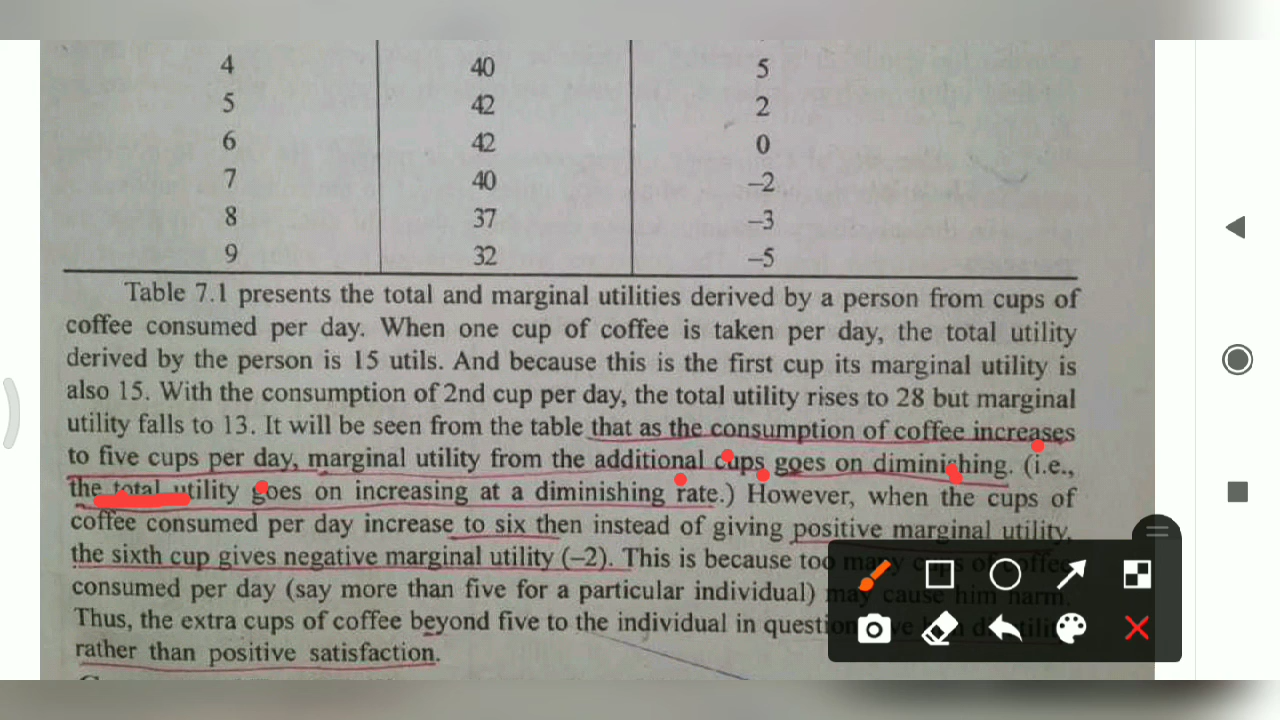 4 40 5
5 42 2
6 42 0
7 40 –2
8 37 –3
9 32 –5
Table 7.1 presents the total and marginal utilities derived by a person from cups of
coffee consumed per day. When one cup of coffee is taken per day, the total utility
derived by the person is 15 utils. And because this is the first cup its marginal utility is
also 15. With the consumption of 2nd cup per day, the total utility rises to 28 but marginal
utility falls to 13. It will be seen from the table that as the consumption of coffee increases
to five cups per day, marginal utility from the additional cups goes on diminishing. (i.e.,
the total utility goes on increasing at a diminishing rate.) However, when the cups of
coffee consumed per day increase to six then instead of giving positive marginal utility,
the sixth cup gives negative marginal utility (–2). This is because too many cups of coffee
consumed per day (say more than five for a particular individual) may cause him harm.
Thus, the extra cups of coffee beyond five to the individual in question
rather than positive satisfaction.